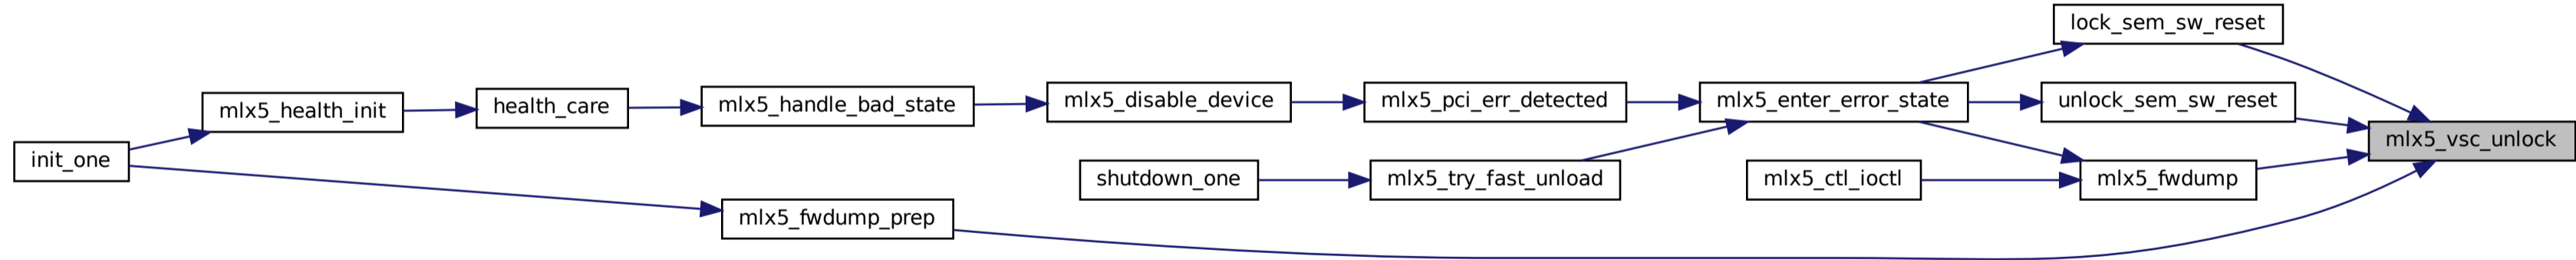 lock_sem_sw_reset
mlx5_health_init
health_care
mlx5_handle_bad_state
mlx5_disable_device
mlx5_pci_err_detected
mlx5_enter_error_state
unlock_sem_sw_reset
mlx5_vsc_unlock
init_one
shutdown_one
mlx5_try_fast_unload
mlx5_ctl_ioctl
mlx5_fwdump
mlx5_fwdump_prep